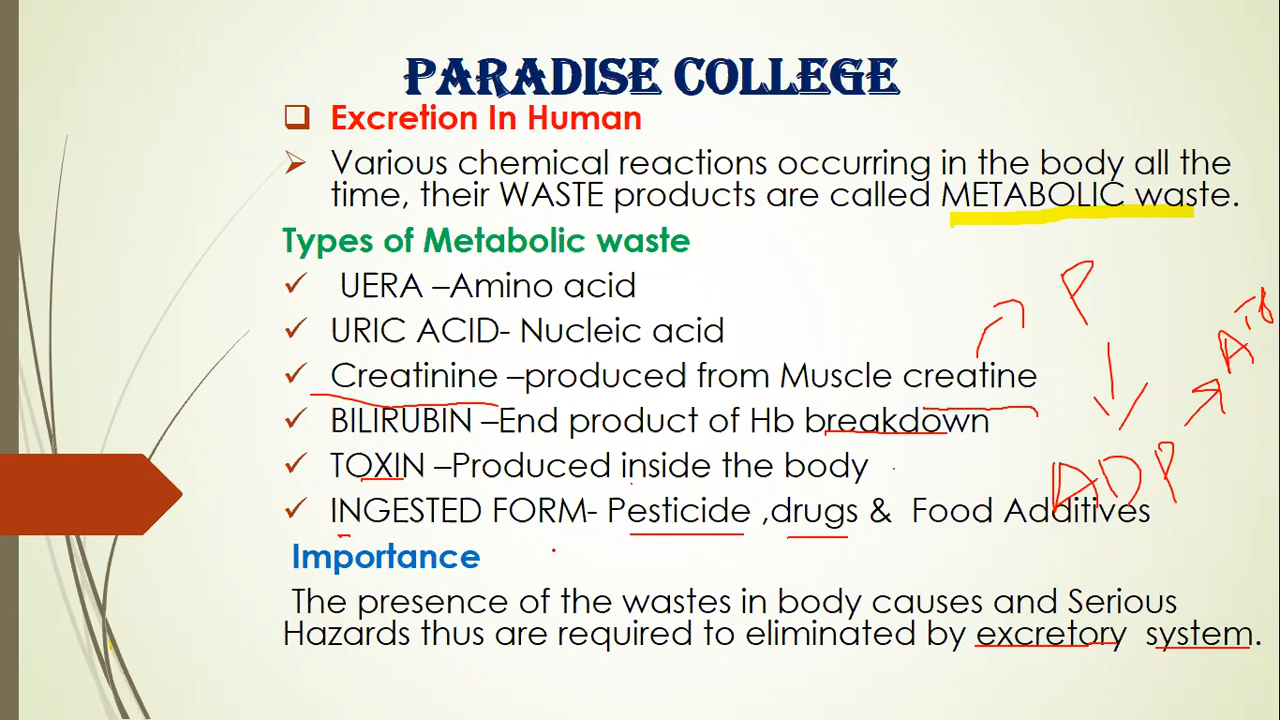 PARADISE COLLEGE
Excretion In Human
Various chemical reactions occurring in the body all the
time, their WASTE products are called METABOLIC waste.
Types of Metabolic waste
UERA –Amino acid
URIC ACID- Nucleic acid
Creatinine –produced from Muscle creatine
BILIRUBIN –End product of Hb breakdown
TOXIN –Produced inside the body
INGESTED FORM- Pesticide ,drugs & Food Additives
Importance
The presence of the wastes in body causes and Serious
Hazards thus are required to eliminated by excretory system.
P
ADP